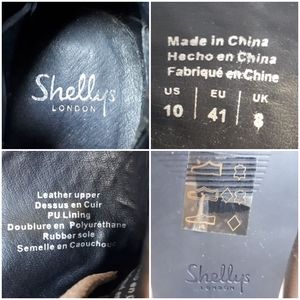 Shellys
LONDON
Made in China
Hecho en China
Fabriqué en Chine
US EU UK
10 41 8
Leather upper
Dessus en Cuir
PU Lining
Doublure en Polyuréthane
Rubber sole
Semelle en Caouchouc
Shellys
LONDON